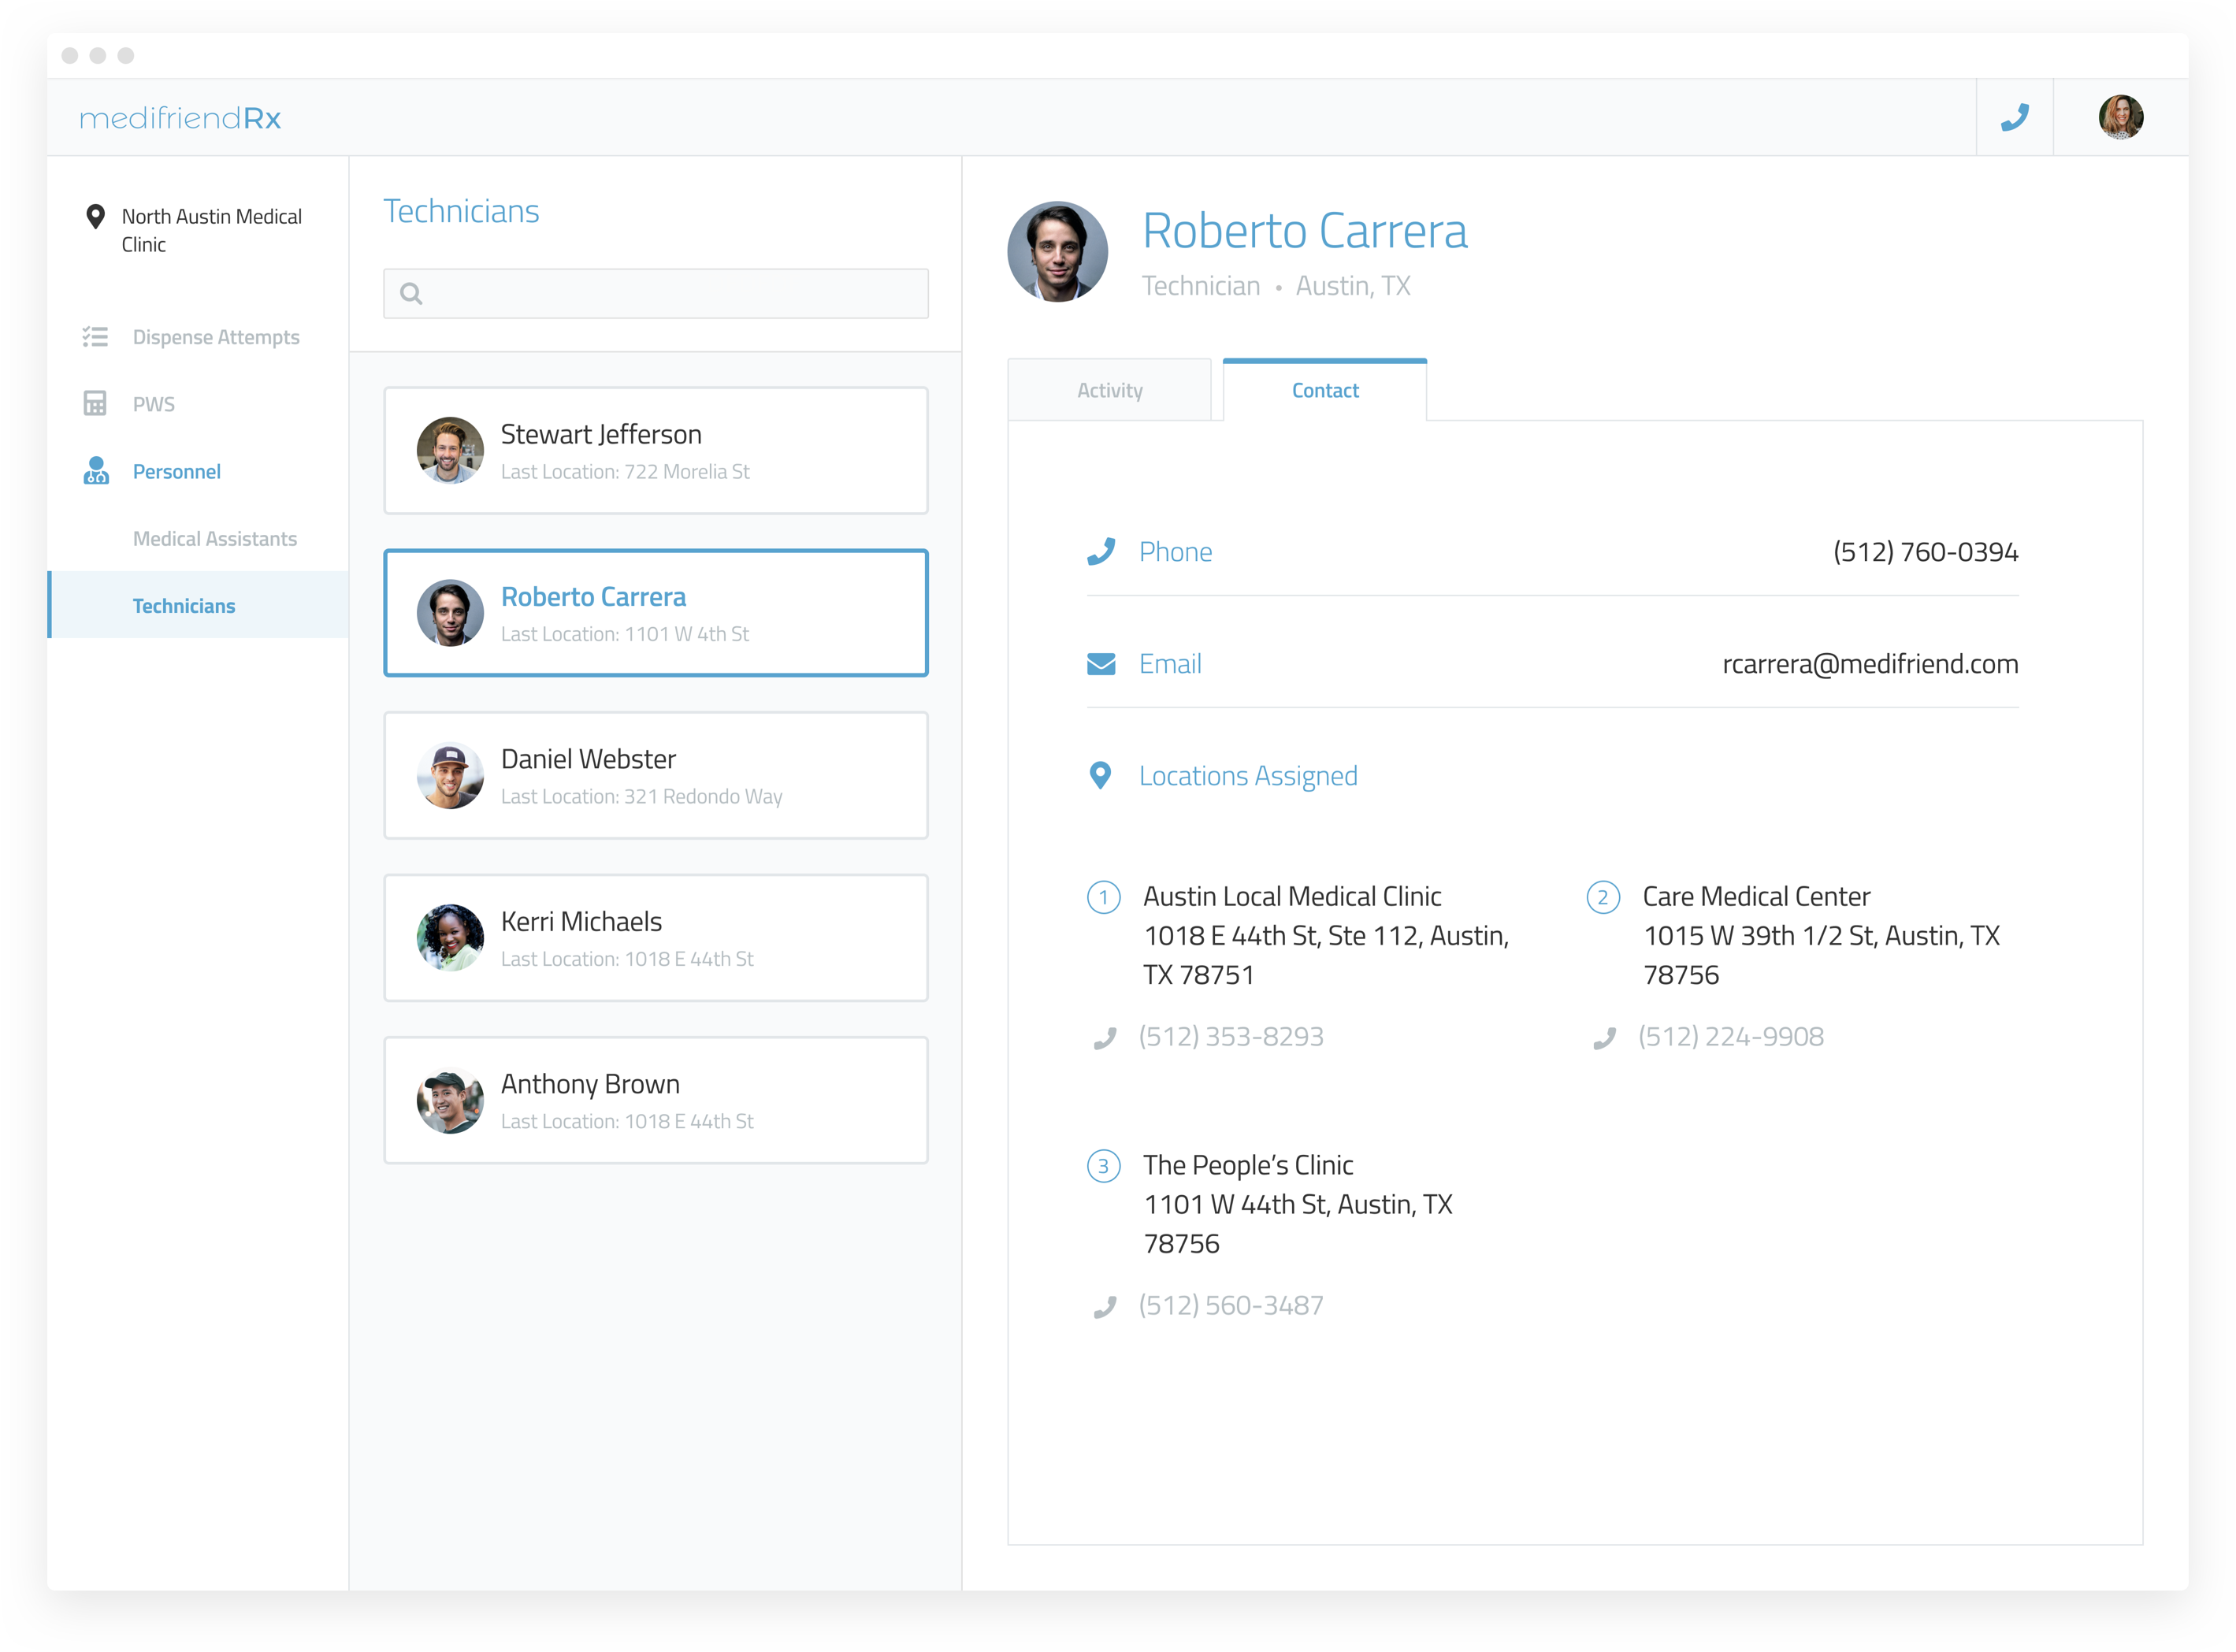 medifriendRx
North Austin Medical
Clinic
Dispense Attempts
PWS
Personnel
Medical Assistants
Technicians
Technicians
Stewart Jefferson
Last Location: 722 Morelia St
Roberto Carrera
Last Location: 1101 W 4th St
Daniel Webster
Last Location: 321 Redondo Way
Kerri Michaels
Last Location: 1018 E 44th St
Anthony Brown
Last Location: 1018 E 44th St
Roberto Carrera
Technician • Austin, TX
Activity
Contact
Phone
(512) 760-0394
Email
rcarrera@medifriend.com
Locations Assigned
1
Austin Local Medical Clinic
1018 E 44th St, Ste 112, Austin,
TX 78751
(512) 353-8293
2
Care Medical Center
1015 W 39th 1/2 St, Austin, TX
78756
(512) 224-9908
3
The People’s Clinic
1101 W 44th St, Austin, TX
78756
(512) 560-3487